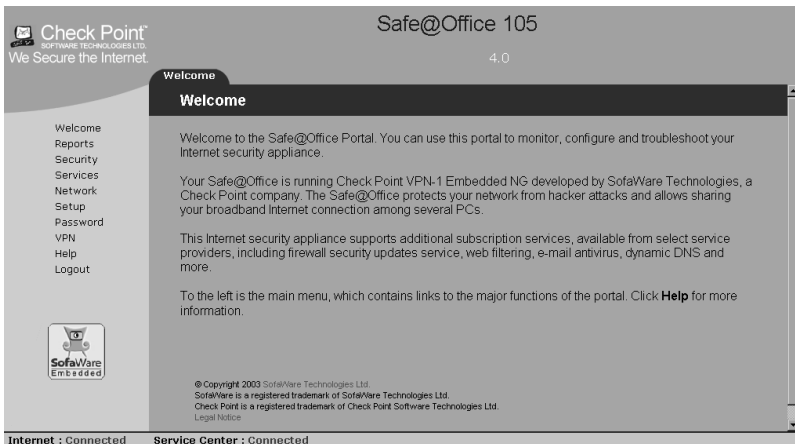 Check Point™
SOFTWARE TECHNOLOGIES LTD.
We Secure the Internet.
Safe@Office 105
4.0
Welcome
Welcome
Welcome
Reports
Security
Services
Network
Setup
Password
VPN
Help
Logout
Welcome to the Safe@Office Portal. You can use this portal to monitor, configure and troubleshoot your
Internet security appliance.
Your Safe@Office is running Check Point VPN-1 Embedded NG developed by SofaWare Technologies, a
Check Point company. The Safe@Office protects your network from hacker attacks and allows sharing
your broadband Internet connection among several PCs.
This Internet security appliance supports additional subscription services, available from select service
providers, including firewall security updates service, web filtering, e-mail antivirus, dynamic DNS and
more.
To the left is the main menu, which contains links to the major functions of the portal. Click Help for more
information.
SofaWare
Embedded
© Copyright 2003 SofaWare Technologies Ltd.
SofaWare is a registered trademark of SofaWare Technologies Ltd.
Check Point is a registered trademark of Check Point Software Technologies Ltd.
Legal Notice
Internet : Connected Service Center : Connected